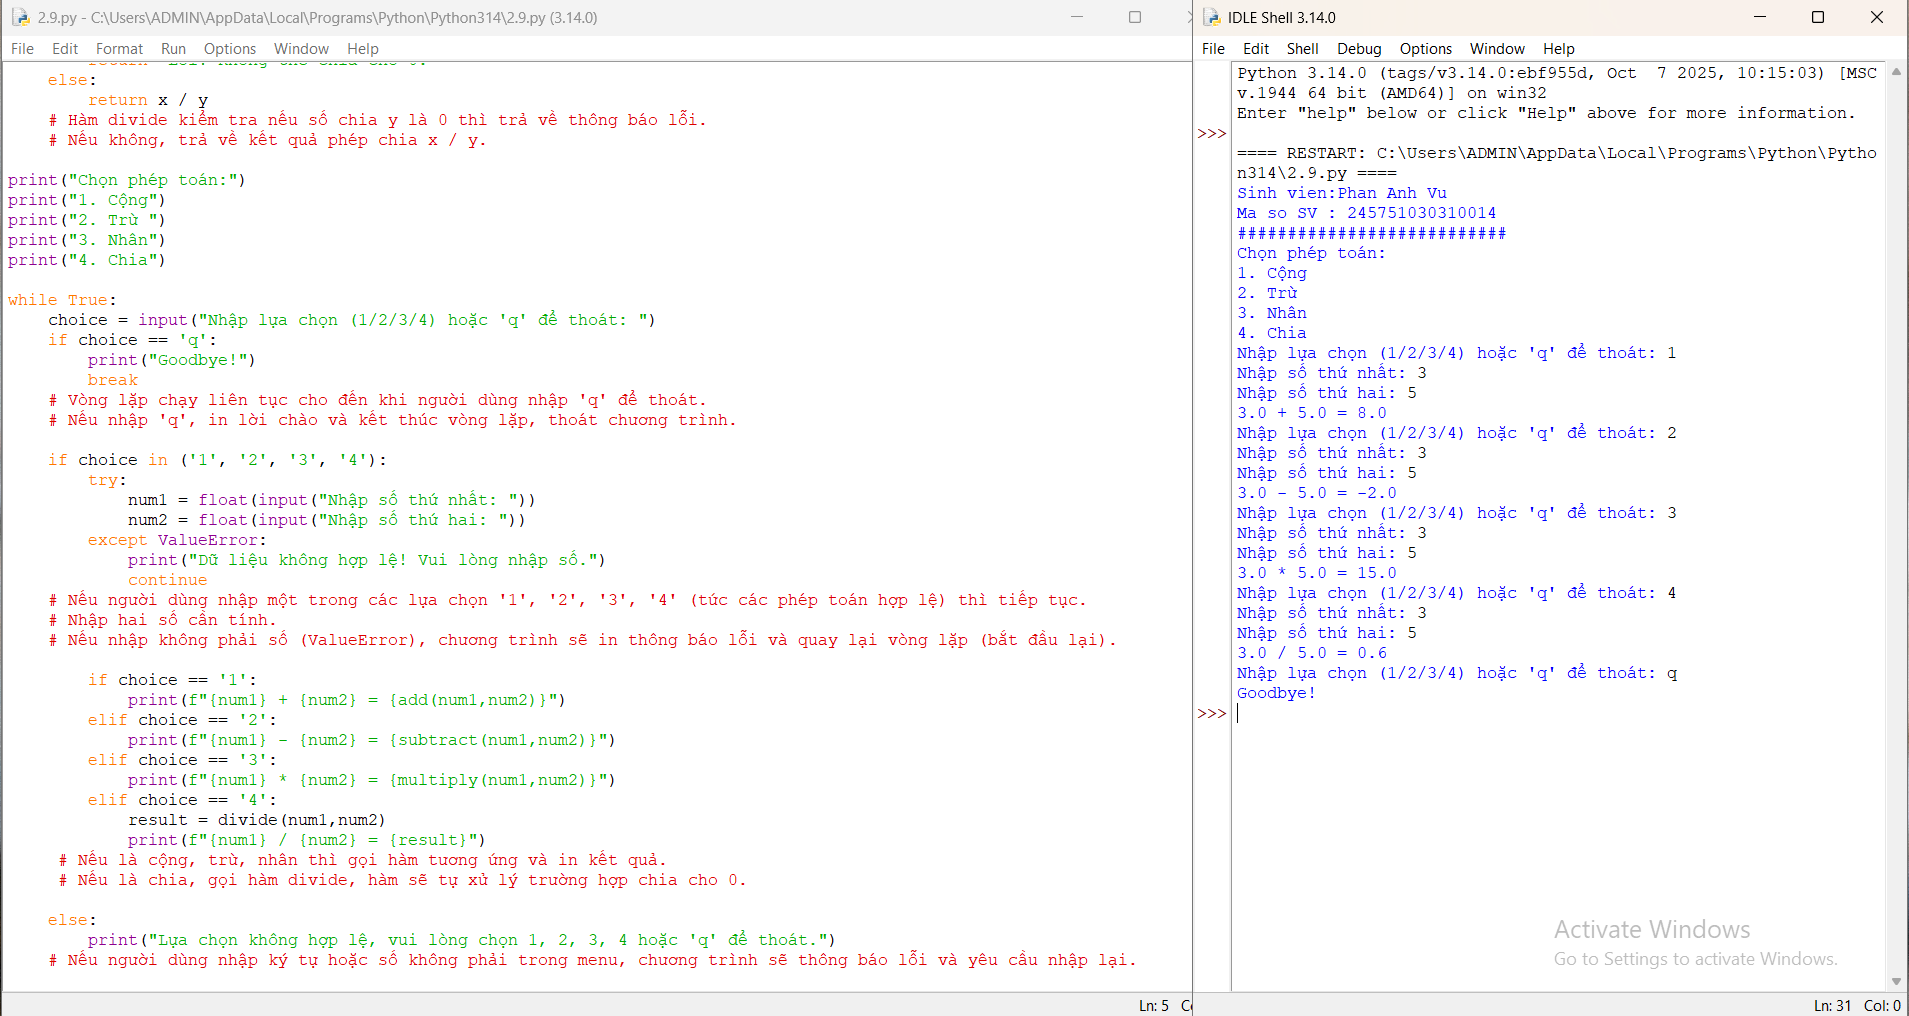 2.9.py - C:\Users\ADMIN\AppData\Local\Programs\Python\Python314\2.9.py (3.14.0)
File Edit Format Run Options Window Help
    else:
        return x / y
    # Hàm divide kiểm tra nếu số chia y là 0 thì trả về thông báo lỗi.
    # Nếu không, trả về kết quả phép chia x / y.
print("Chọn phép toán:")
print("1. Cộng")
print("2. Trừ ")
print("3. Nhân")
print("4. Chia")
while True:
    choice = input("Nhập lựa chọn (1/2/3/4) hoặc 'q' để thoát: ")
    if choice == 'q':
        print("Goodbye!")
        break
    # Vòng lặp chạy liên tục cho đến khi người dùng nhập 'q' để thoát.
    # Nếu nhập 'q', in lời chào và kết thúc vòng lặp, thoát chương trình.
    if choice in ('1', '2', '3', '4'):
        try:
            num1 = float(input("Nhập số thứ nhất: "))
            num2 = float(input("Nhập số thứ hai: "))
        except ValueError:
            print("Dữ liệu không hợp lệ! Vui lòng nhập số.")
            continue
    # Nếu người dùng nhập một trong các lựa chọn '1', '2', '3', '4' (tức các phép toán hợp lệ) thì tiếp tục.
    # Nhập hai số cần tính.
    # Nếu nhập không phải số (ValueError), chương trình sẽ in thông báo lỗi và quay lại vòng lặp (bắt đầu lại).
        if choice == '1':
            print(f"{num1} + {num2} = {add(num1,num2)}")
        elif choice == '2':
            print(f"{num1} - {num2} = {subtract(num1,num2)}")
        elif choice == '3':
            print(f"{num1} * {num2} = {multiply(num1,num2)}")
        elif choice == '4':
            result = divide(num1,num2)
            print(f"{num1} / {num2} = {result}")
     # Nếu là cộng, trừ, nhân thì gọi hàm tương ứng và in kết quả.
     # Nếu là chia, gọi hàm divide, hàm sẽ tự xử lý trường hợp chia cho 0.
    else:
        print("Lựa chọn không hợp lệ, vui lòng chọn 1, 2, 3, 4 hoặc 'q' để thoát.")
    # Nếu người dùng nhập ký tự hoặc số không phải trong menu, chương trình sẽ thông báo lỗi và yêu cầu nhập lại.
Ln: 5
IDLE Shell 3.14.0
File Edit Shell Debug Options Window Help
Python 3.14.0 (tags/v3.14.0:ebf955d, Oct  7 2025, 10:15:03) [MSC
v.1944 64 bit (AMD64)] on win32
Enter "help" below or click "Help" above for more information.
>>>
==== RESTART: C:\Users\ADMIN\AppData\Local\Programs\Python\Pytho
n314\2.9.py ====
Sinh vien:Phan Anh Vu
Ma so SV : 245751030310014
###########################
Chọn phép toán:
1. Cộng
2. Trừ
3. Nhân
4. Chia
Nhập lựa chọn (1/2/3/4) hoặc 'q' để thoát: 1
Nhập số thứ nhất: 3
Nhập số thứ hai: 5
3.0 + 5.0 = 8.0
Nhập lựa chọn (1/2/3/4) hoặc 'q' để thoát: 2
Nhập số thứ nhất: 3
Nhập số thứ hai: 5
3.0 - 5.0 = -2.0
Nhập lựa chọn (1/2/3/4) hoặc 'q' để thoát: 3
Nhập số thứ nhất: 3
Nhập số thứ hai: 5
3.0 * 5.0 = 15.0
Nhập lựa chọn (1/2/3/4) hoặc 'q' để thoát: 4
Nhập số thứ nhất: 3
Nhập số thứ hai: 5
3.0 / 5.0 = 0.6
Nhập lựa chọn (1/2/3/4) hoặc 'q' để thoát: q
Goodbye!
>>>
Activate Windows
Go to Settings to activate Windows.
Ln: 31 Col: 0